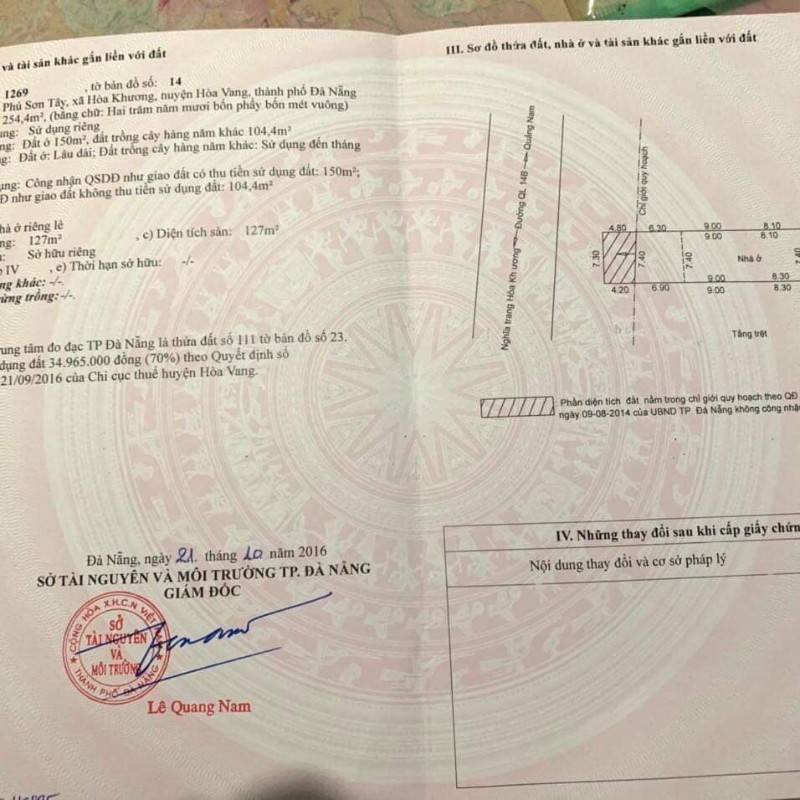 và tài sản khác gắn liền với đất
1269 , tờ bản đồ số: 14
Phú Sơn Tây, xã Hòa Khương, huyện Hòa Vang, thành phố Đà Nẵng
254,4m², (bằng chữ: Hai trăm năm mươi bốn phẩy bốn mét vuông)
ng: Sử dụng riêng
ng: Đất ở 150m², đất trồng cây hàng năm khác 104,4m²
g: Đất ở: Lâu dài; Đất trồng cây hàng năm khác: Sử dụng đến tháng
ụng: Công nhận QSDĐ như giao đất có thu tiền sử dụng đất: 150m²;
Đ như giao đất không thu tiền sử dụng đất: 104,4m²
hà ở riêng lẻ
ng: 127m² , c) Diện tích sàn: 127m²
u: Sở hữu riêng
IV , e) Thời hạn sở hữu: -/-
ng khác: -/-.
ừng trồng: -/-.
ung tâm đo đạc TP Đà Nẵng là thửa đất số 111 tờ bản đồ số 23.
dụng đất 34.965.000 đồng (70%) theo Quyết định số
21/09/2016 của Chi cục thuế huyện Hòa Vang.
Đà Nẵng, ngày 21 tháng 10 năm 2016
SỞ TÀI NGUYÊN VÀ MÔI TRƯỜNG TP. ĐÀ NẴNG
GIÁM ĐỐC
CỘNG HÒA X.H.C.N VIỆT
SỞ
TÀI NGUYÊN
VÀ
MÔI TRƯỜNG
THÀNH PHỐ ĐÀ NẴNG
Lê Quang Nam
III. Sơ đồ thửa đất, nhà ở và tài sản khác gắn liền với đất
Nghĩa trang Hòa Khương
Đường QL 14B
Quảng Nam
Chỉ giới quy hoạch
4.80 6.30 9.00 8.10
9.00 8.10
7.30 7.40 7.40 Nhà ở 7.40
9.00 8.30
4.20 6.90 9.00 8.30
Tầng trệt
Phần diện tích đất nằm trong chỉ giới quy hoạch theo QĐ
ngày 09-08-2014 của UBND TP Đà Nẵng không công nhận
IV. Những thay đổi sau khi cấp giấy chứn
Nội dung thay đổi và cơ sở pháp lý